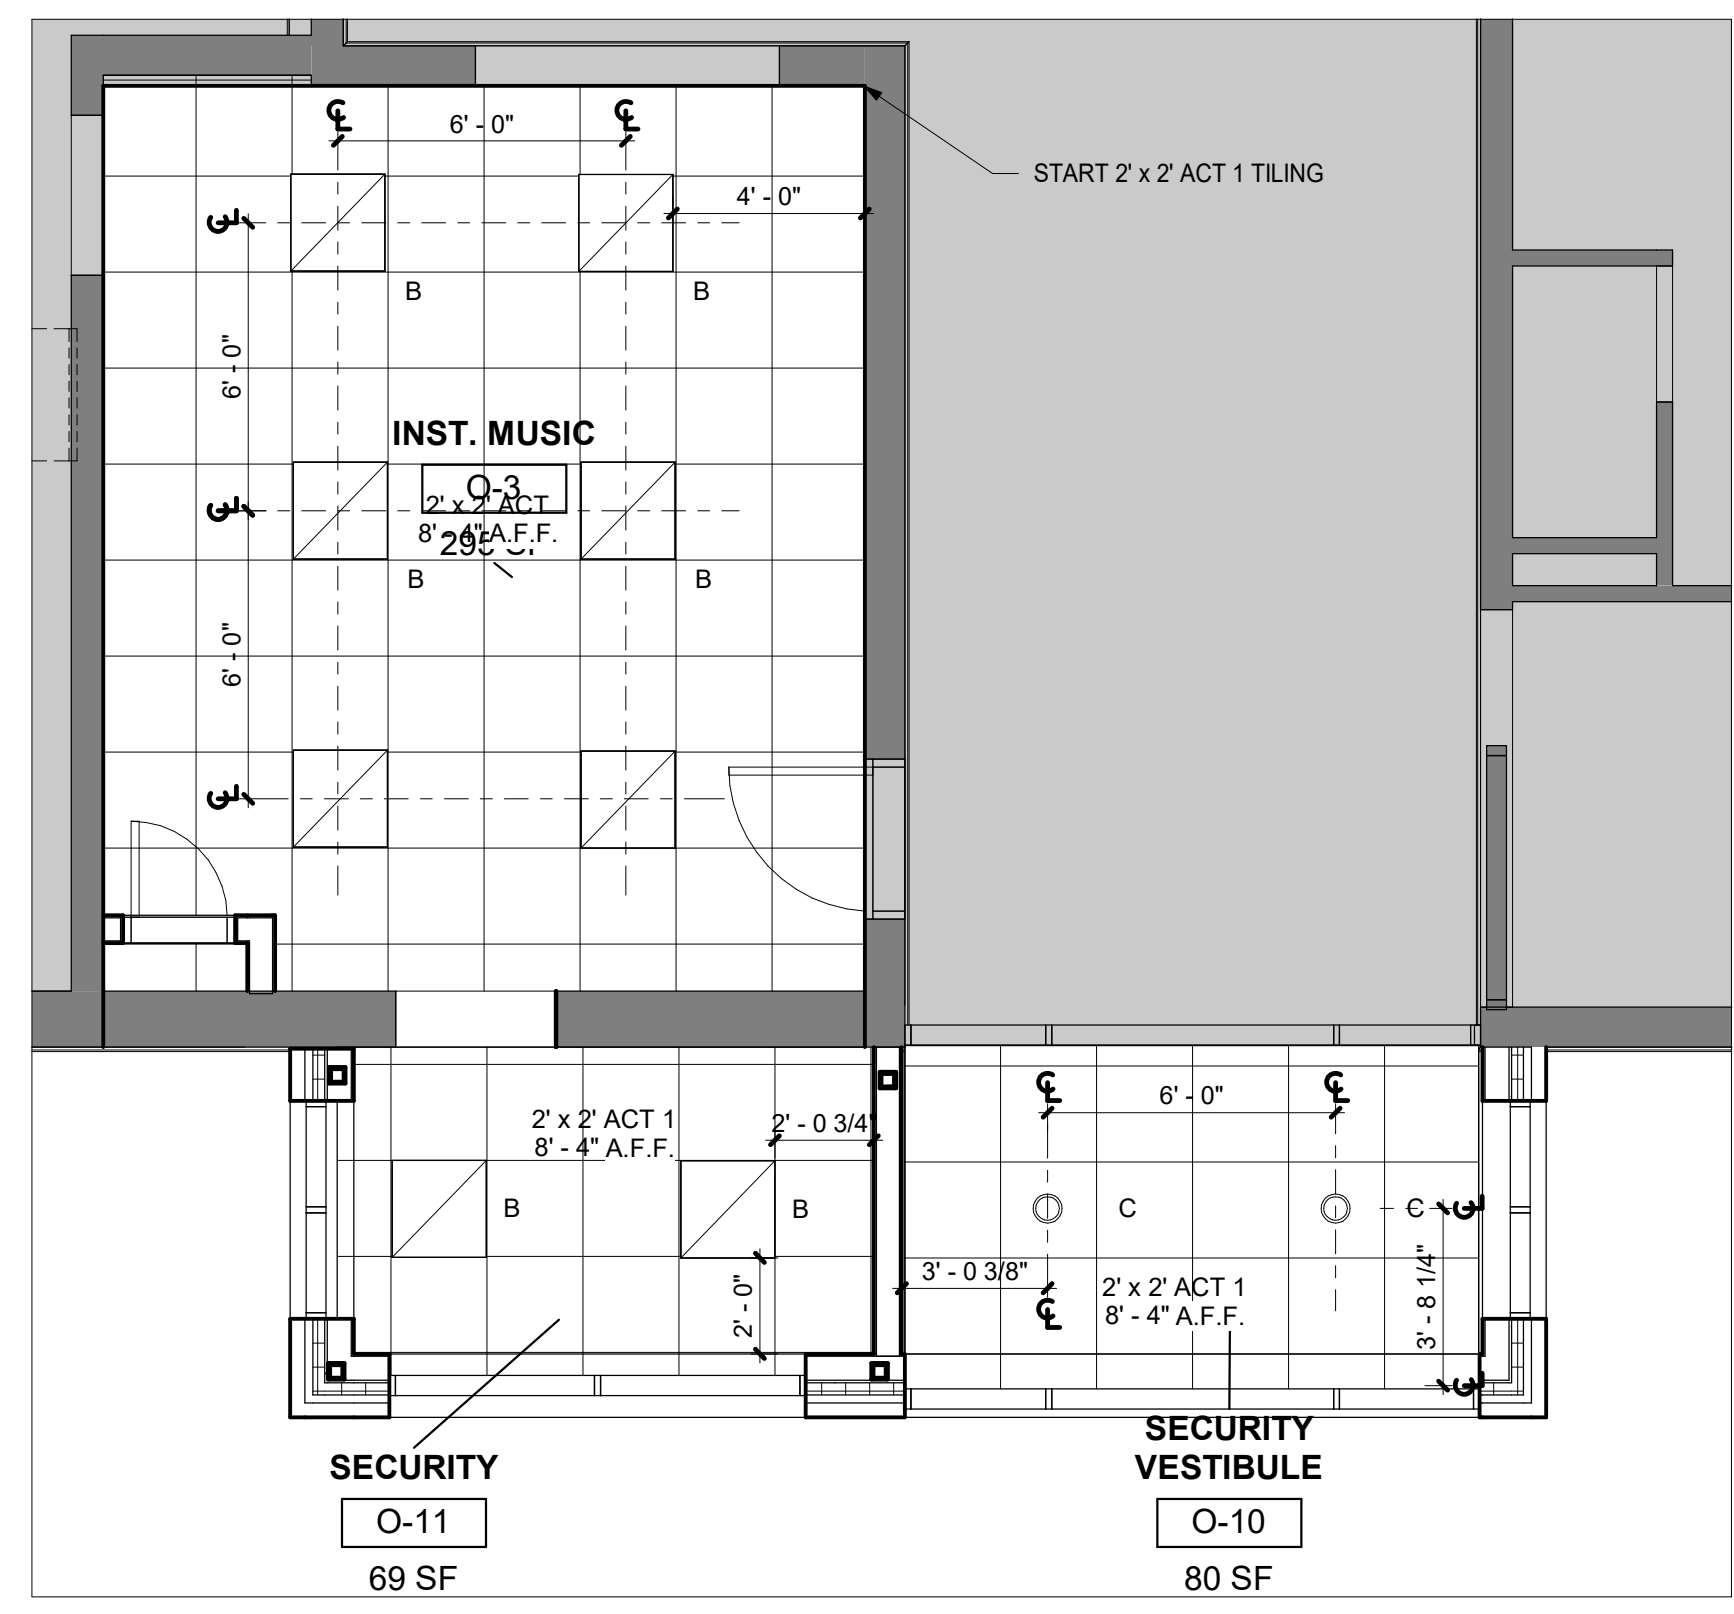 6' - 0"
START 2' x 2' ACT 1 TILING
4' - 0"
B
B
6' - 0"
INST. MUSIC
O-3
2' x 2' ACT
8' - 4" A.F.F.
295
B
B
6' - 0"
2' x 2' ACT 1
8' - 4" A.F.F.
2' - 0 3/4"
6' - 0"
B
B
C
C
3' - 0 3/8"
2' x 2' ACT 1
8' - 4" A.F.F.
2' - 0"
3' - 8 1/4"
SECURITY
O-11
69 SF
SECURITY
VESTIBULE
O-10
80 SF